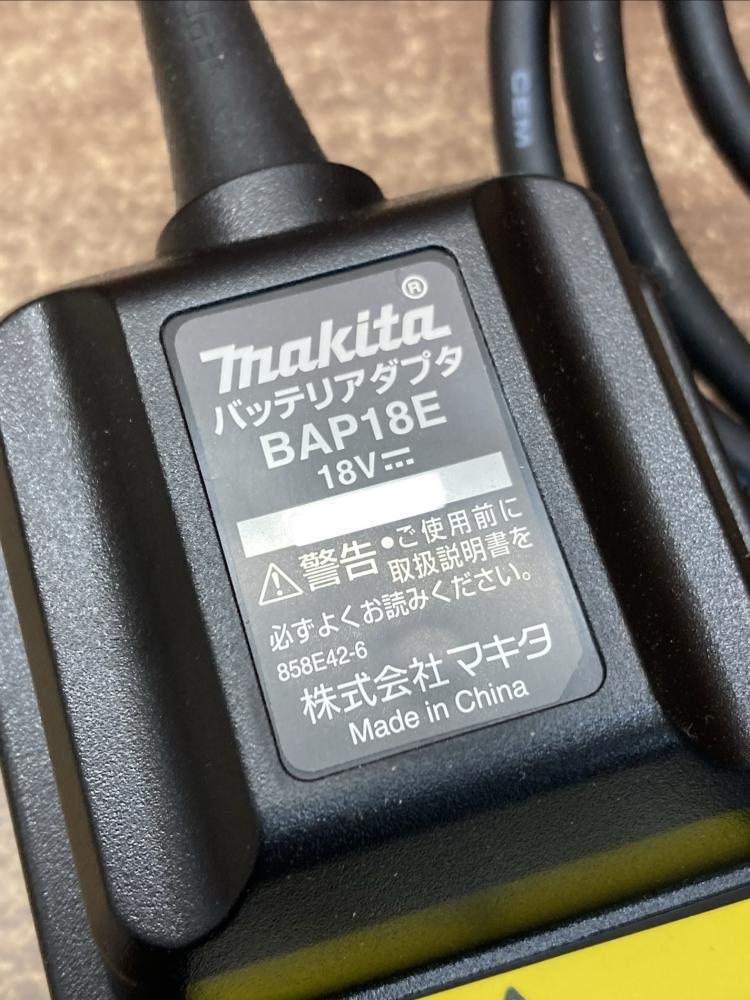 makita®
バッテリアダプタ
BAP18E
18V⎓
⚠警告 ●ご使用前に
取扱説明書を
必ずよくお読みください。
858E42-6
株式会社マキタ
Made in China
CEM